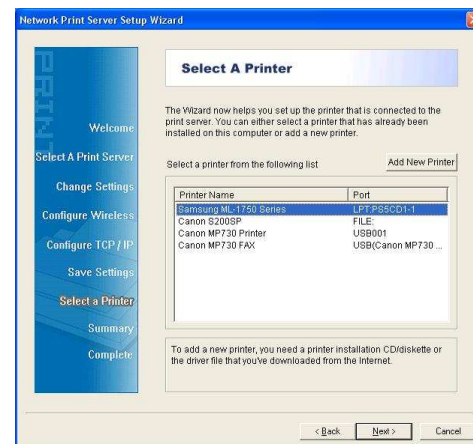 Network Print Server Setup Wizard
PRINT
Welcome
Select A Print Server
Change Settings
Configure Wireless
Configure TCP / IP
Save Settings
Select a Printer
Summary
Complete
Select A Printer
The Wizard now helps you set up the printer that is connected to the
print server. You can either select a printer that has already been
installed on this computer or add a new printer.
Select a printer from the following list
Add New Printer
Printer Name Port
Samsung ML-1750 Series LPT:PS5CD1-1
Canon S200SP FILE:
Canon MP730 Printer USB001
Canon MP730 FAX USB(Canon MP730 ...
To add a new printer, you need a printer installation CD/diskette or
the driver file that you've downloaded from the Internet.
< Back Next > Cancel